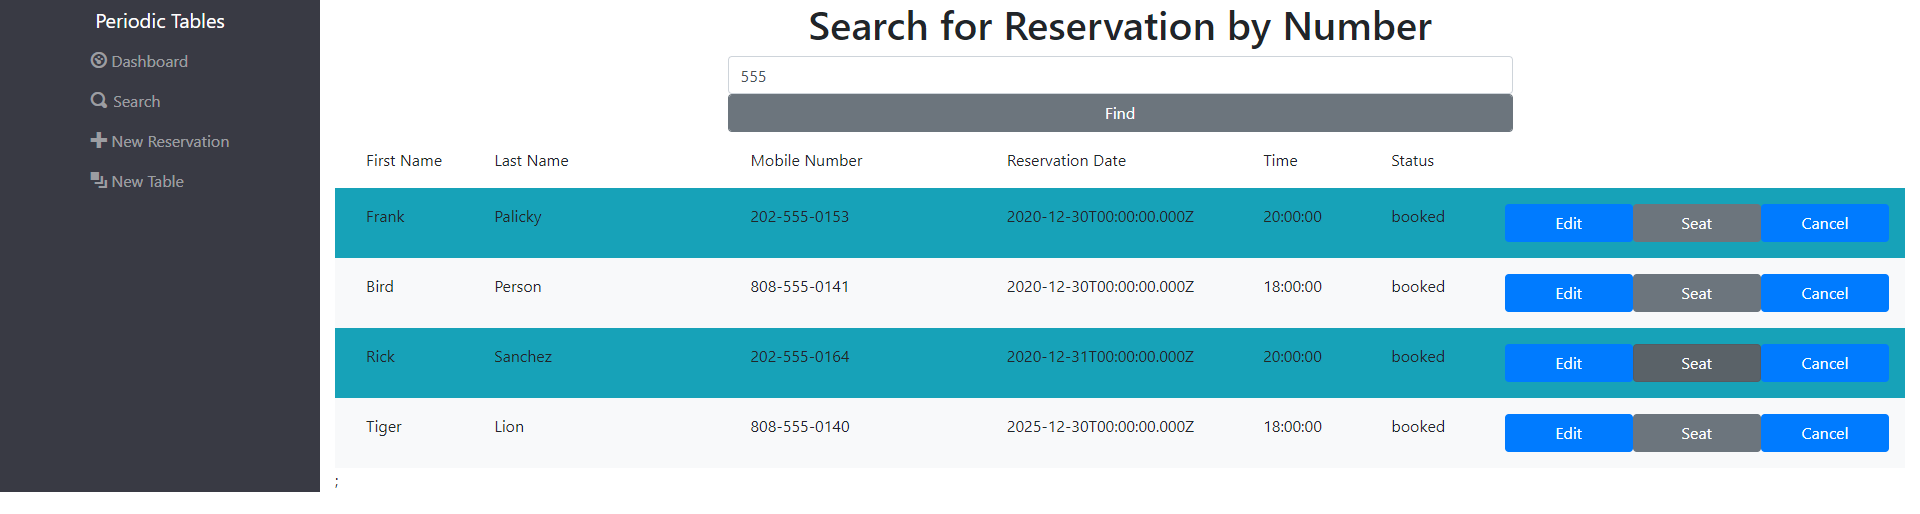 Periodic Tables
Dashboard
Search
New Reservation
New Table
Search for Reservation by Number
555
Find
First Name Last Name Mobile Number Reservation Date Time Status
Frank Palicky 202-555-0153 2020-12-30T00:00:00.000Z 20:00:00 booked Edit Seat Cancel
Bird Person 808-555-0141 2020-12-30T00:00:00.000Z 18:00:00 booked Edit Seat Cancel
Rick Sanchez 202-555-0164 2020-12-31T00:00:00.000Z 20:00:00 booked Edit Seat Cancel
Tiger Lion 808-555-0140 2025-12-30T00:00:00.000Z 18:00:00 booked Edit Seat Cancel
;